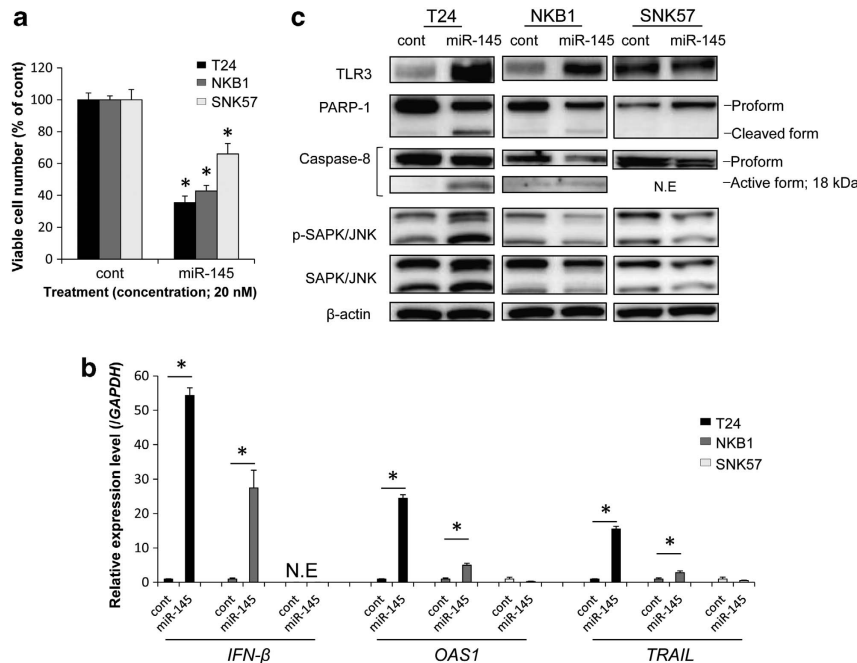 a
Viable cell number (% of cont)
120
100
80
60
40
20
0
T24
NKB1
SNK57
* * *
cont miR-145
Treatment (concentration; 20 nM)
c
T24 NKB1 SNK57
cont miR-145 cont miR-145 cont miR-145
TLR3
PARP-1
–Proform
–Cleaved form
Caspase-8
–Proform
N.E
–Active form; 18 kDa
p-SAPK/JNK
SAPK/JNK
β-actin
b
Relative expression level (/GAPDH)
60
50
40
30
20
10
0
* * N.E * * * *
T24
NKB1
SNK57
cont miR-145 cont miR-145 cont miR-145 cont miR-145 cont miR-145 cont miR-145 cont miR-145 cont miR-145 cont miR-145
IFN-β OAS1 TRAIL